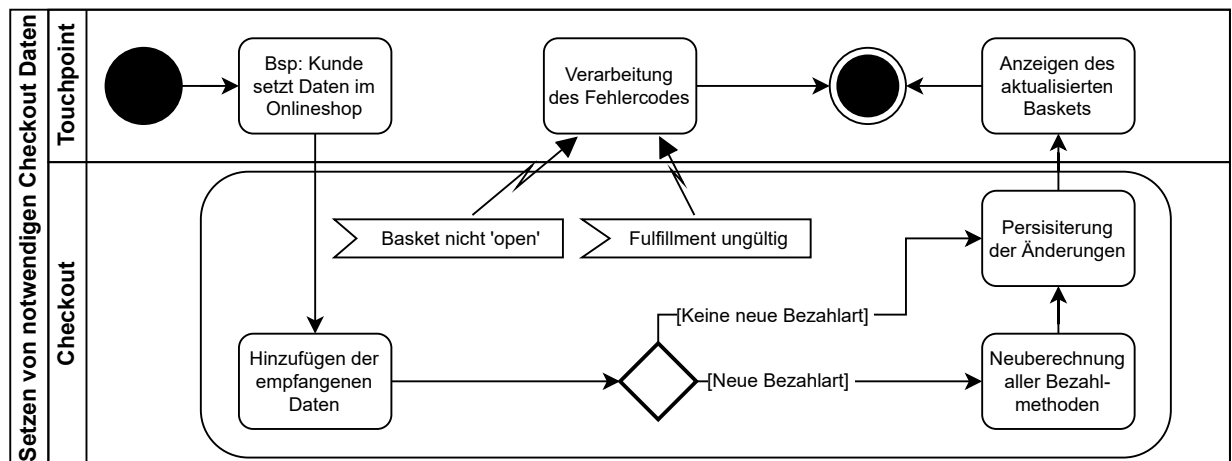 Setzen von notwendigen Checkout Daten
Touchpoint
Bsp: Kunde
setzt Daten im
Onlineshop
Verarbeitung
des Fehlercodes
Anzeigen des
aktualisierten
Baskets
Checkout
Basket nicht 'open'
Fulfillment ungültig
Persisiterung
der Änderungen
[Keine neue Bezahlart]
Hinzufügen der
empfangenen
Daten
[Neue Bezahlart]
Neuberechnung
aller Bezahl-
methoden